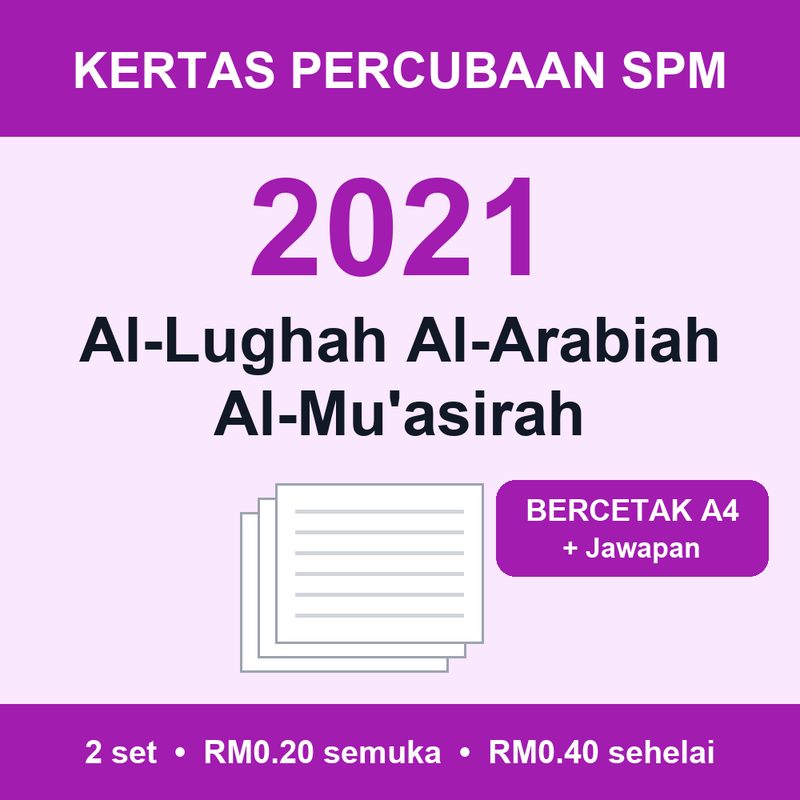 KERTAS PERCUBAAN SPM
2021
Al-Lughah Al-Arabiah
Al-Mu'asirah
BERCETAK A4
+ Jawapan
2 set • RM0.20 semuka • RM0.40 sehelai